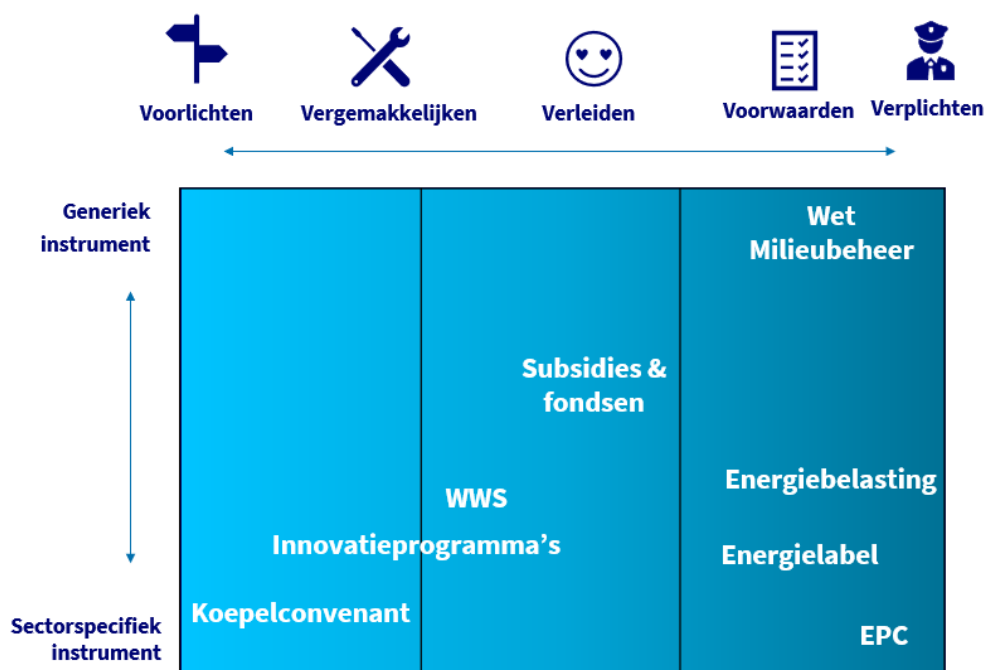 Voorlichten
Vergemakkelijken
Verleiden
Voorwaarden
Verplichten
Generiek
instrument
Wet
Milieubeheer
Subsidies &
fondsen
Energiebelasting
WWS
Innovatieprogramma’s
Energielabel
Koepelconvenant
Sectorspecifiek
instrument
EPC